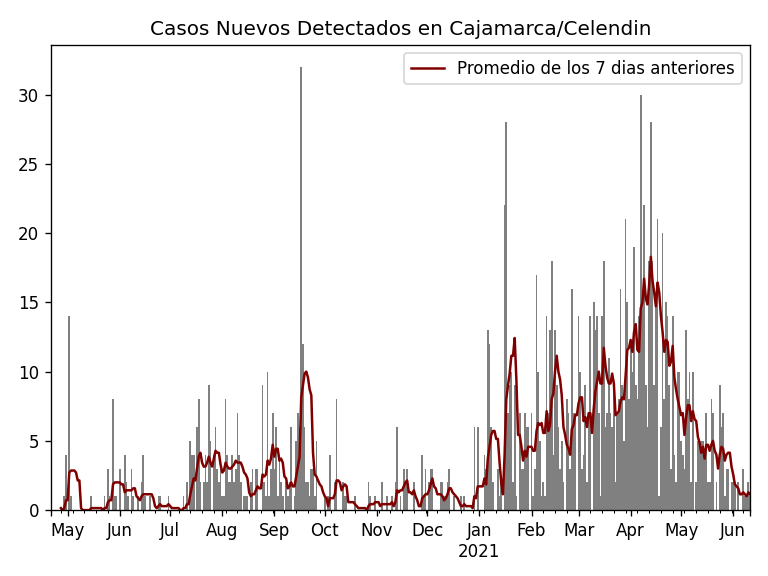 Casos Nuevos Detectados en Cajamarca/Celendin
Promedio de los 7 dias anteriores
30
25
20
15
10
5
0
May Jun Jul Aug Sep Oct Nov Dec Jan Feb Mar Apr May Jun
2021